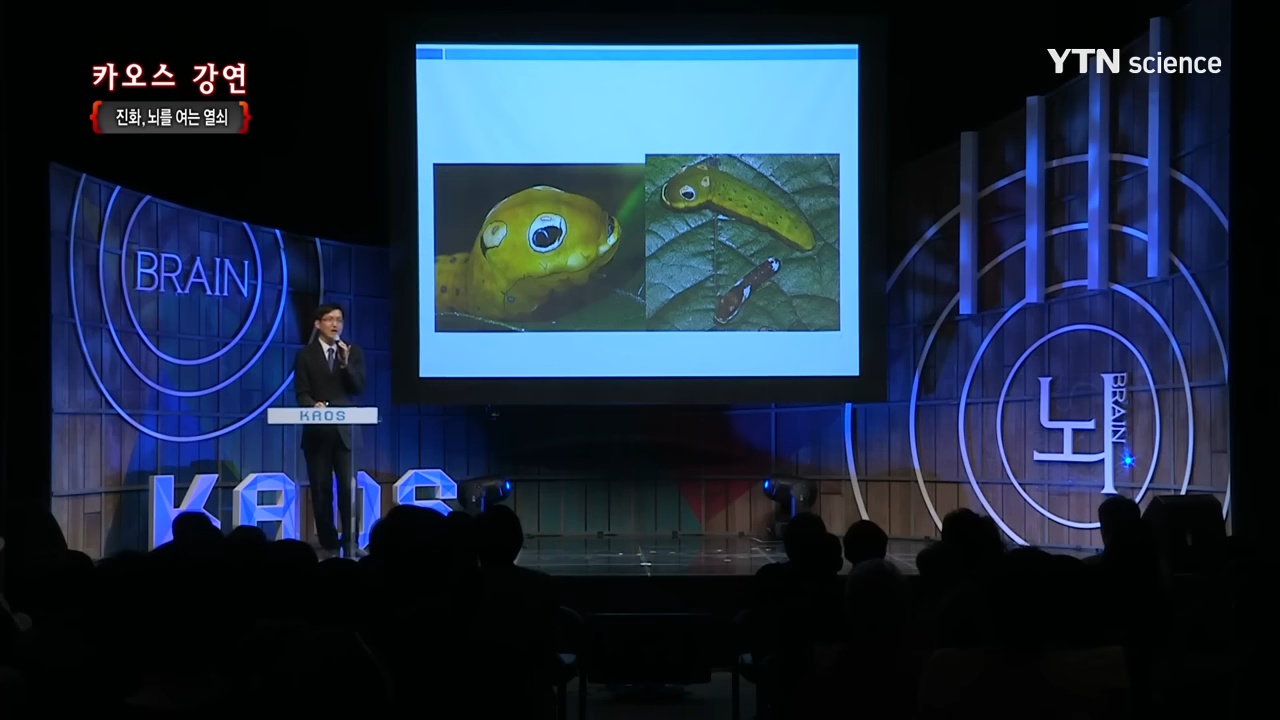 카오스 강연
진화, 뇌를 여는 열쇠
YTN science
BRAIN
KAOS
KAOS
뇌
BRAIN